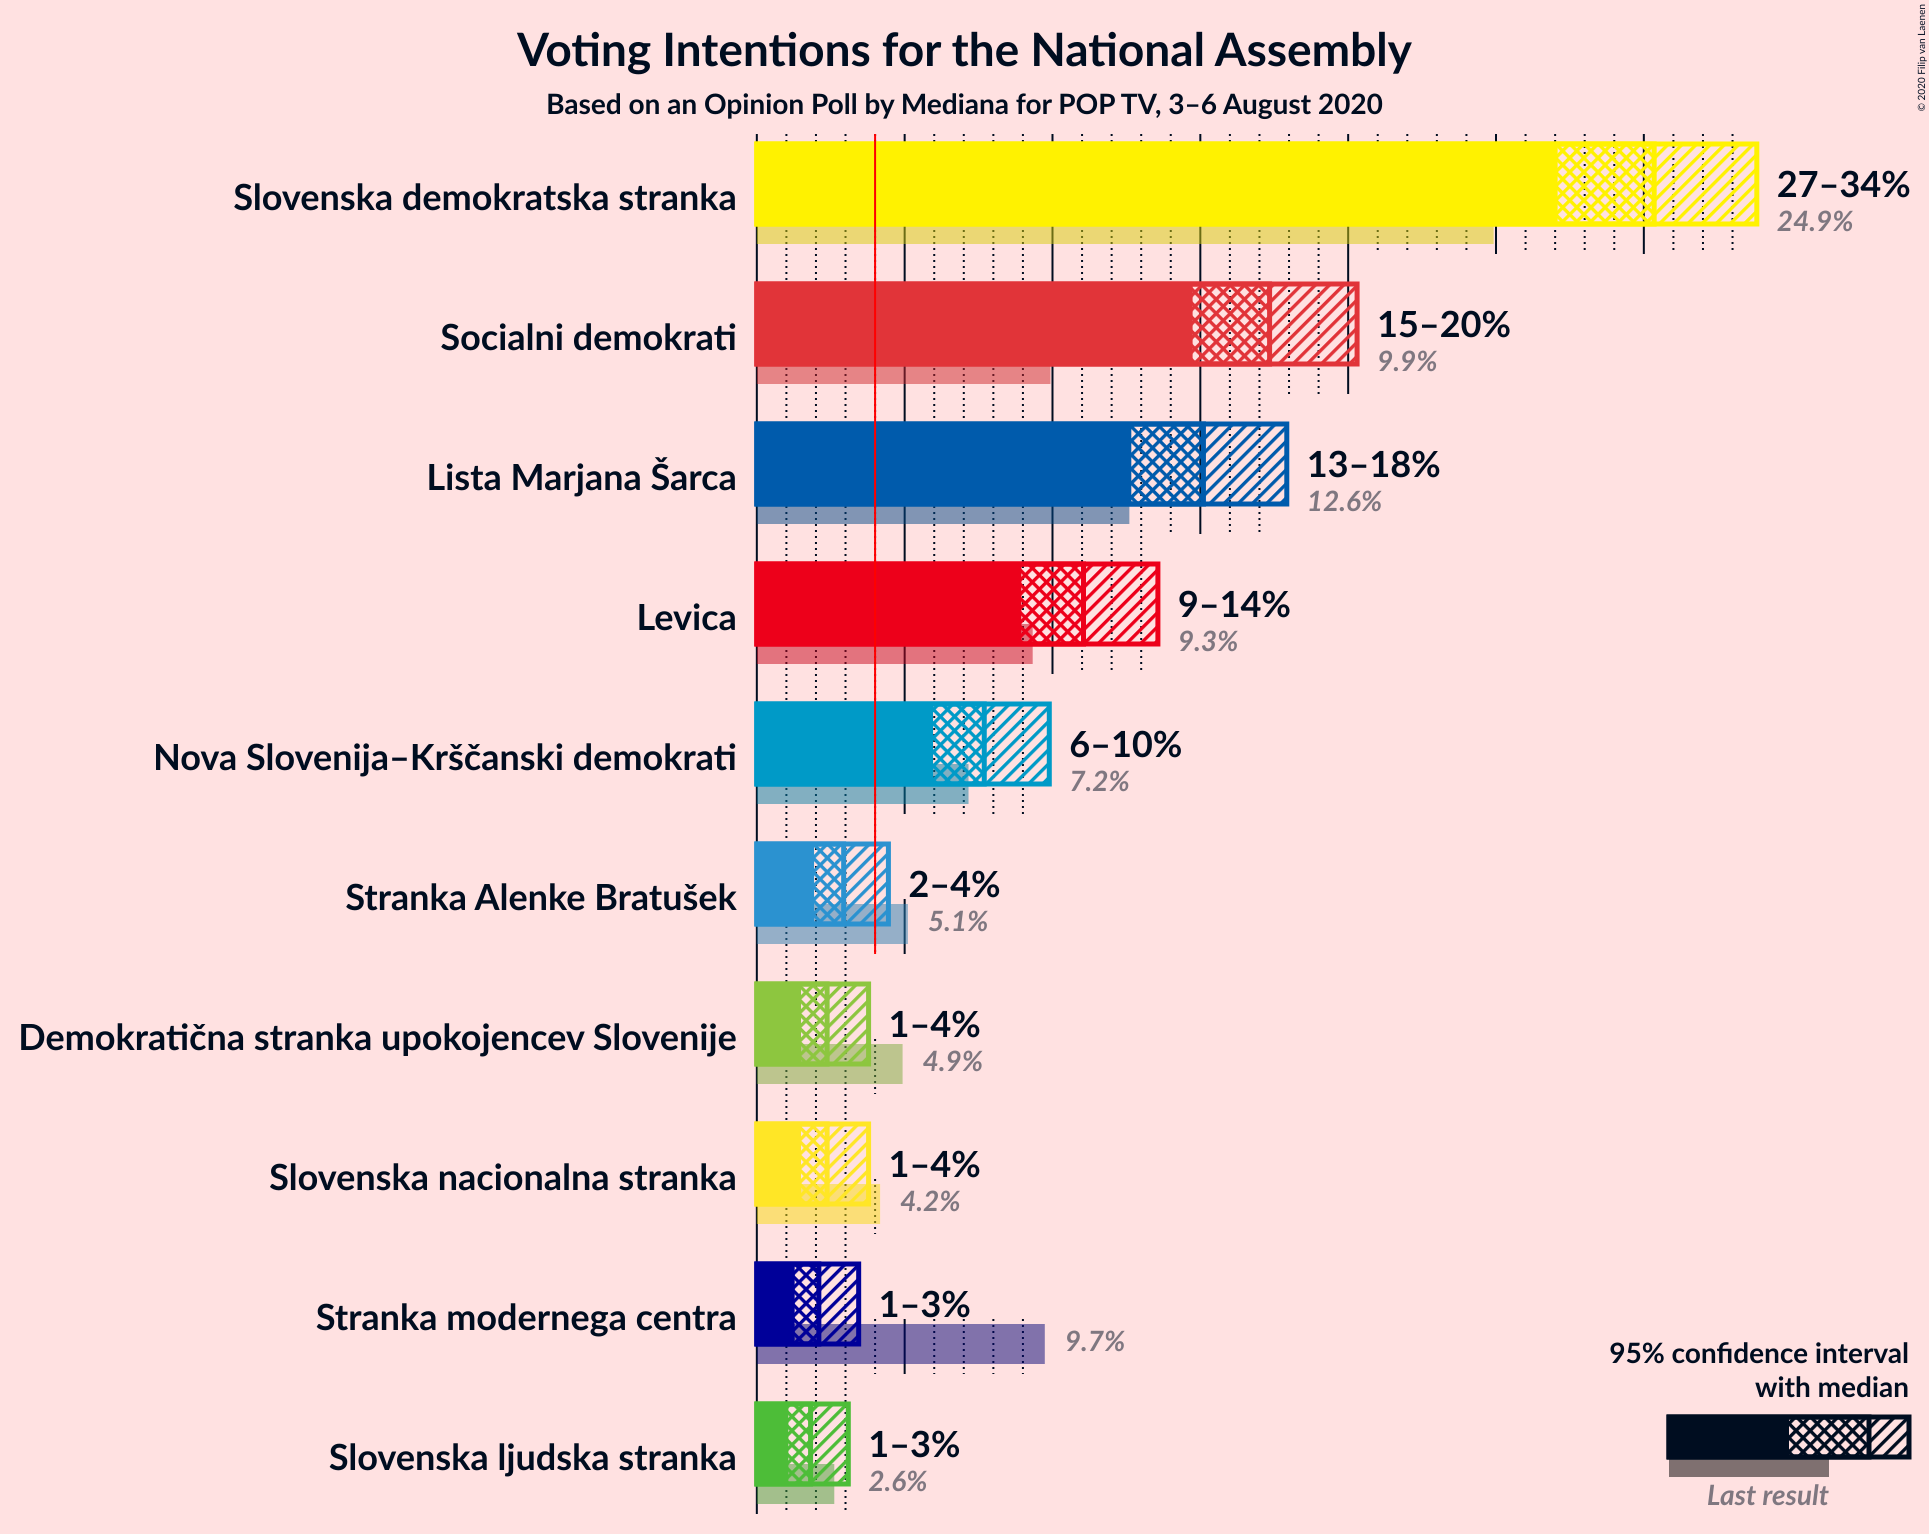 © 2020 Filip van Laenen
Voting Intentions for the National Assembly
Based on an Opinion Poll by Mediana for POP TV, 3–6 August 2020
Slovenska demokratska stranka
27–34%
24.9%
Socialni demokrati
15–20%
9.9%
Lista Marjana Šarca
13–18%
12.6%
Levica
9–14%
9.3%
Nova Slovenija–Krščanski demokrati
6–10%
7.2%
Stranka Alenke Bratušek
2–4%
5.1%
Demokratična stranka upokojencev Slovenije
1–4%
4.9%
Slovenska nacionalna stranka
1–4%
4.2%
Stranka modernega centra
1–3%
9.7%
Slovenska ljudska stranka
1–3%
2.6%
95% confidence interval
with median
Last result